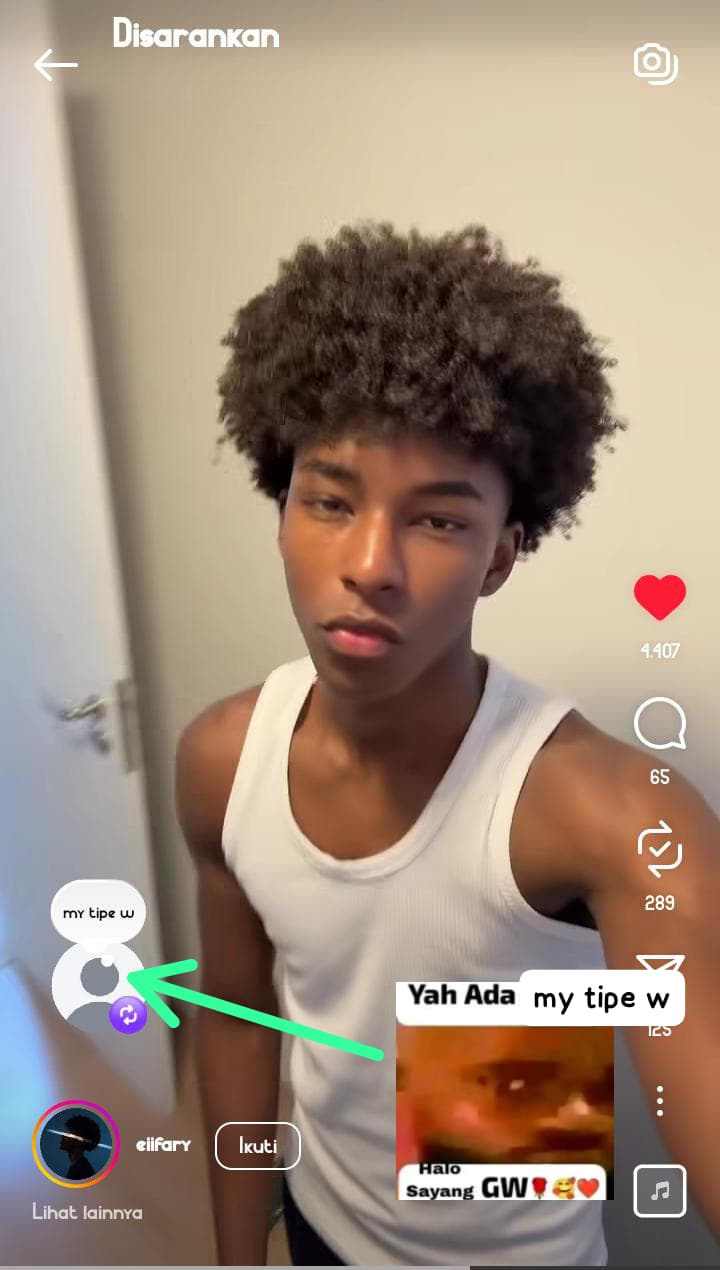 Disarankan
4.407
65
289
my tipe w
Yah Ada my tipe w
125
eiifary
Ikuti
Halo
Sayang GW🌹🥰❤️
Lihat lainnya